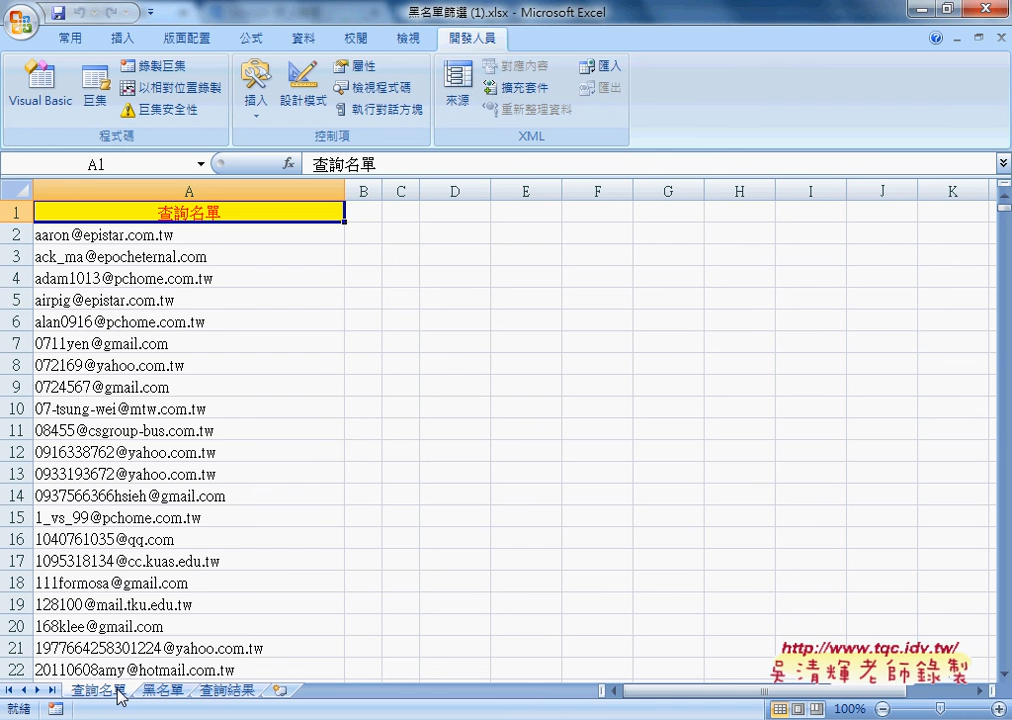 黑名單篩選 (1).xlsx - Microsoft Excel
常用 插入 版面配置 公式 資料 校閱 檢視 開發人員
Visual Basic 巨集 錄製巨集 以相對位置錄製 巨集安全性 程式碼
插入 設計模式 屬性 檢視程式碼 執行對話方塊 控制項
來源 對應內容 擴充套件 重新整理資料 匯入 匯出 XML
A1 fx 查詢名單
A B C D E F G H I J K
1 查詢名單
2 aaron@epistar.com.tw
3 ack_ma@epocheternal.com
4 adam1013@pchome.com.tw
5 airpig@epistar.com.tw
6 alan0916@pchome.com.tw
7 0711yen@gmail.com
8 072169@yahoo.com.tw
9 0724567@gmail.com
10 07-tsung-wei@mtw.com.tw
11 08455@csgroup-bus.com.tw
12 0916338762@yahoo.com.tw
13 0933193672@yahoo.com.tw
14 0937566366hsieh@gmail.com
15 1_vs_99@pchome.com.tw
16 1040761035@qq.com
17 1095318134@cc.kuas.edu.tw
18 111formosa@gmail.com
19 128100@mail.tku.edu.tw
20 168klee@gmail.com
21 1977664258301224@yahoo.com.tw
22 20110608amy@hotmail.com.tw
http://www.tqc.idv.tw/
吳清輝老師錄製
查詢名單 黑名單 查詢結果
就緒 100%